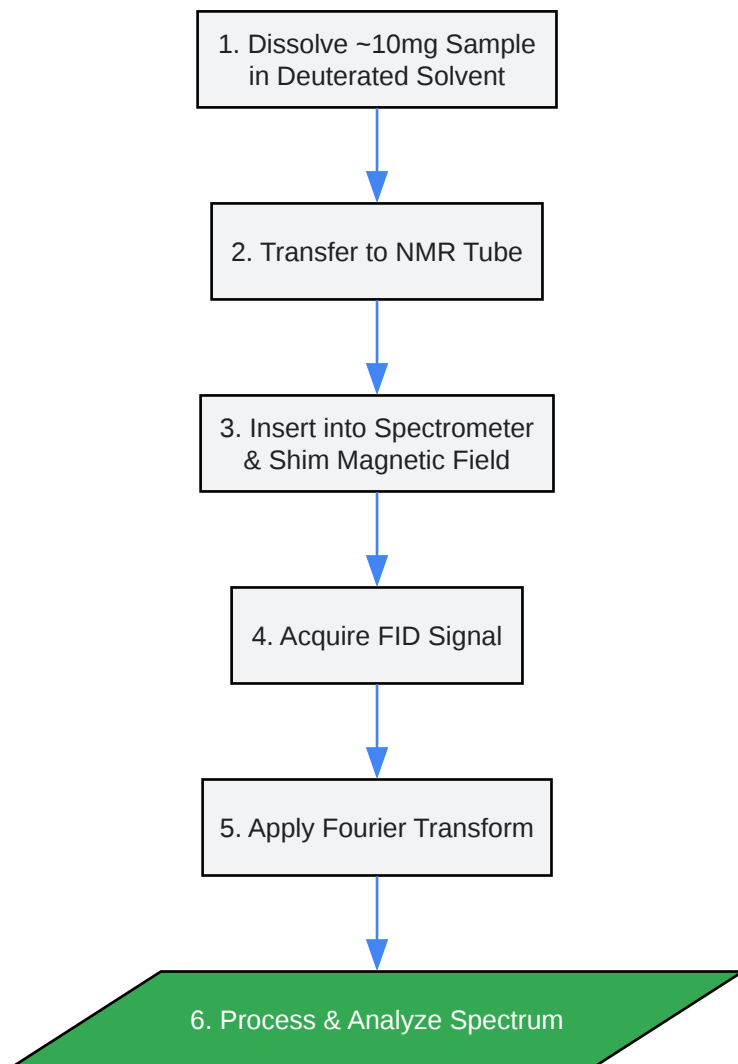 1. Dissolve ~10mg Sample
in Deuterated Solvent
2. Transfer to NMR Tube
3. Insert into Spectrometer
& Shim Magnetic Field
4. Acquire FID Signal
5. Apply Fourier Transform
6. Process & Analyze Spectrum